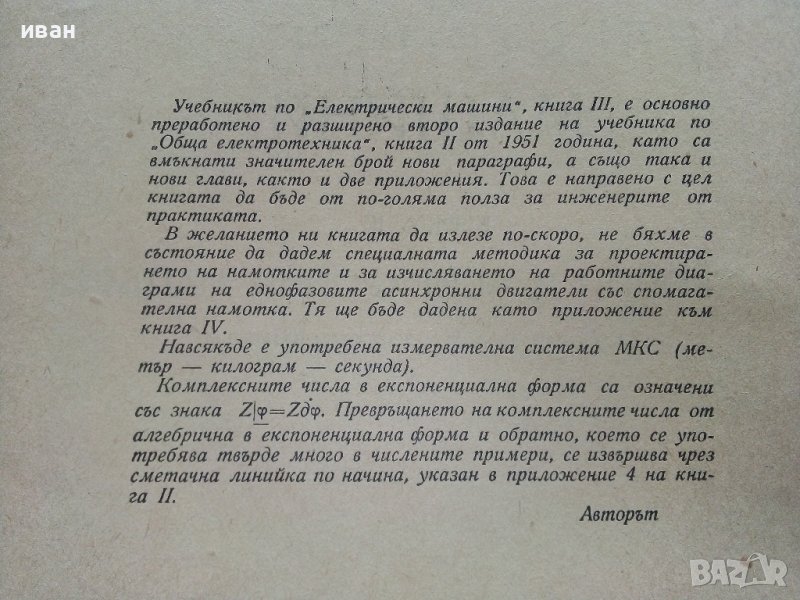 иван
Учебникът по „Електрически машини“, книга III, е основно
преработено и разширено второ издание на учебника по
„Обща електротехника“, книга II от 1951 година, като са
вмъкнати значителен брой нови параграфи, а също така и
нови глави, както и две приложения. Това е направено с цел
книгата да бъде от по-голяма полза за инженерите от
практиката.
В желанието ни книгата да излезе по-скоро, не бяхме в
състояние да дадем специалната методика за проектира-
нето на намотките и за изчисляването на работните диа-
грами на еднофазовите асинхронни двигатели със спомага-
телна намотка. Тя ще бъде дадена като приложение към
книга IV.
Навсякъде е употребена измервателна система МКС (ме-
тър — килограм — секунда).
Комплексните числа в експоненциална форма са означени
със знака Z|φ=Zдφ. Превръщането на комплексните числа от
алгебрична в експоненциална форма и обратно, което се упо-
требява твърде много в числените примери, се извършва чрез
сметачна линийка по начина, указан в приложение 4 на кни-
га II.
Авторът
BAZAR